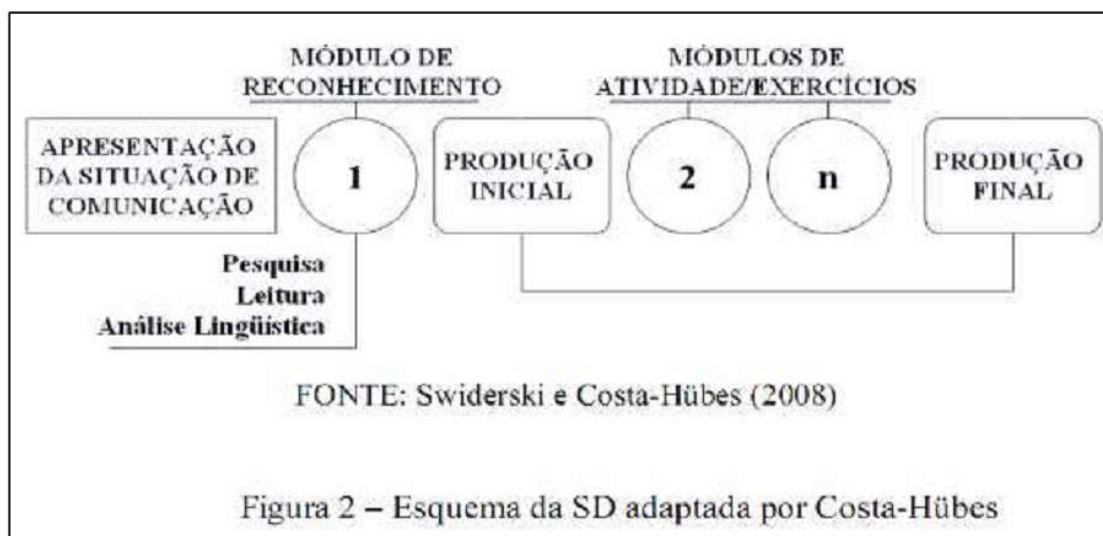 MÓDULO DE
RECONHECIMENTO
MÓDULOS DE
ATIVIDADE/EXERCÍCIOS
APRESENTAÇÃO
DA SITUAÇÃO DE
COMUNICAÇÃO
1
PRODUÇÃO
INICIAL
2
n
PRODUÇÃO
FINAL
Pesquisa
Leitura
Análise Lingüística
FONTE: Swiderski e Costa-Hübes (2008)
Figura 2 – Esquema da SD adaptada por Costa-Hübes